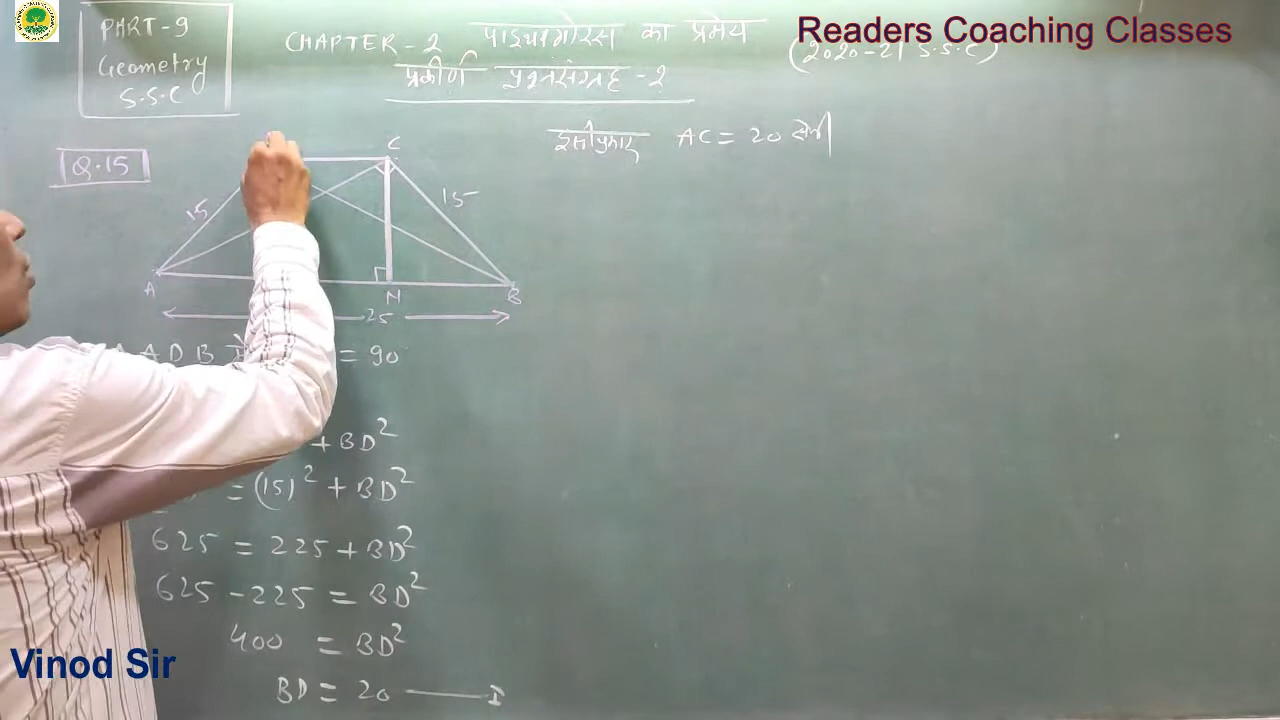 Readers Coaching Classes
PART-9
Geometry
S.S.C
CHAPTER-2 पाइथागोरस का प्रमेय (2020-21 S.S.C)
प्रकीर्ण प्रश्नसंग्रह-2
Q.15
इसीप्रकार AC = 20 सेमी
C
15
15
A
N
B
25
ADB में = 90
+ BD²
= (15)² + BD²
625 = 225 + BD²
625 - 225 = BD²
400 = BD²
BD = 20 — I
Vinod Sir